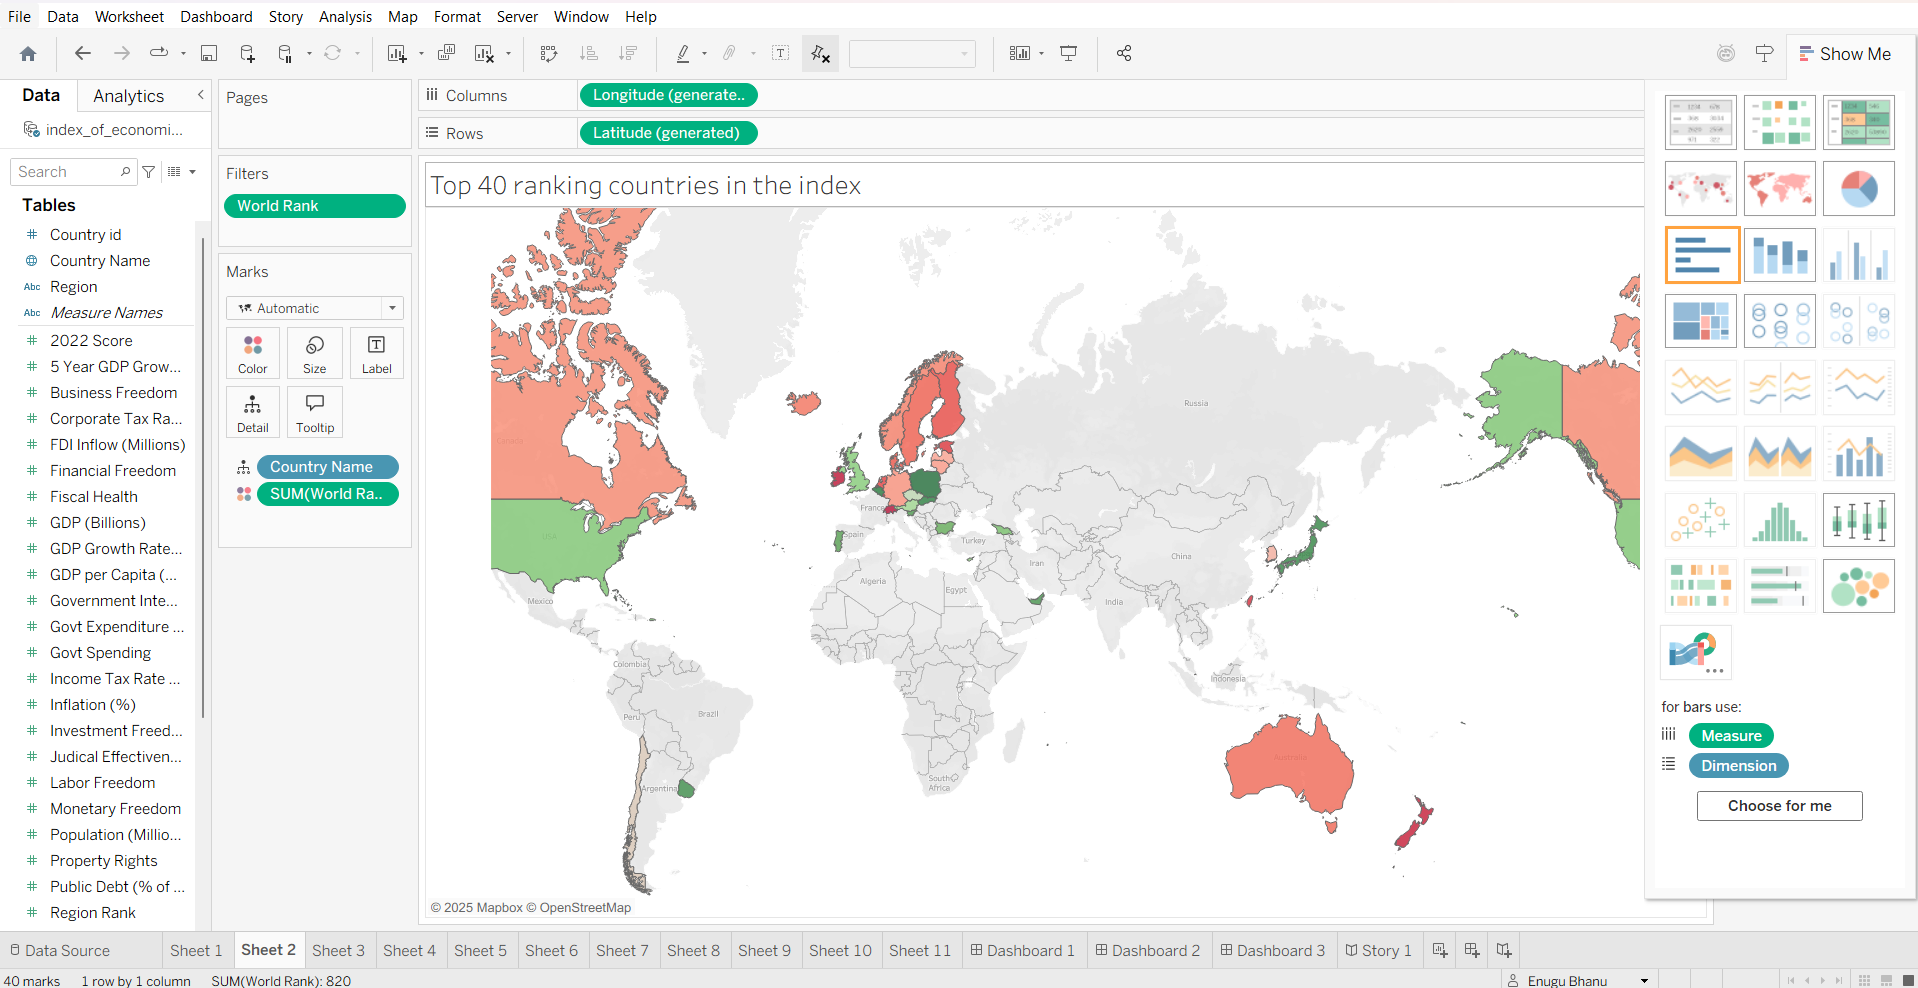 File Data Worksheet Dashboard Story Analysis Map Format Server Window Help
Show Me
Data Analytics
index_of_economi...
Search
Tables
Country id
Country Name
Abc Region
Abc Measure Names
2022 Score
5 Year GDP Grow...
Business Freedom
Corporate Tax Ra...
FDI Inflow (Millions)
Financial Freedom
Fiscal Health
GDP (Billions)
GDP Growth Rate...
GDP per Capita (...
Government Inte...
Govt Expenditure ...
Govt Spending
Income Tax Rate ...
Inflation (%)
Investment Freed...
Judical Effectiven...
Labor Freedom
Monetary Freedom
Population (Millio...
Property Rights
Public Debt (% of ...
Region Rank
Pages
Filters
World Rank
Marks
Automatic
Color Size Label
Detail Tooltip
Country Name
SUM(World Ra..
Columns Longitude (generate..
Rows Latitude (generated)
Top 40 ranking countries in the index
Canada
Russia
France
USA
Spain
Turkey
China
Iran
Algeria
Egypt
Mexico
India
Colombia
Indonesia
Peru
Brazil
Australia
South
Africa
Argentina
© 2025 Mapbox © OpenStreetMap
for bars use:
Measure
Dimension
Choose for me
Data Source Sheet 1 Sheet 2 Sheet 3 Sheet 4 Sheet 5 Sheet 6 Sheet 7 Sheet 8 Sheet 9 Sheet 10 Sheet 11 Dashboard 1 Dashboard 2 Dashboard 3 Story 1
40 marks 1 row by 1 column SUM(World Rank): 820 Enugu Bhanu